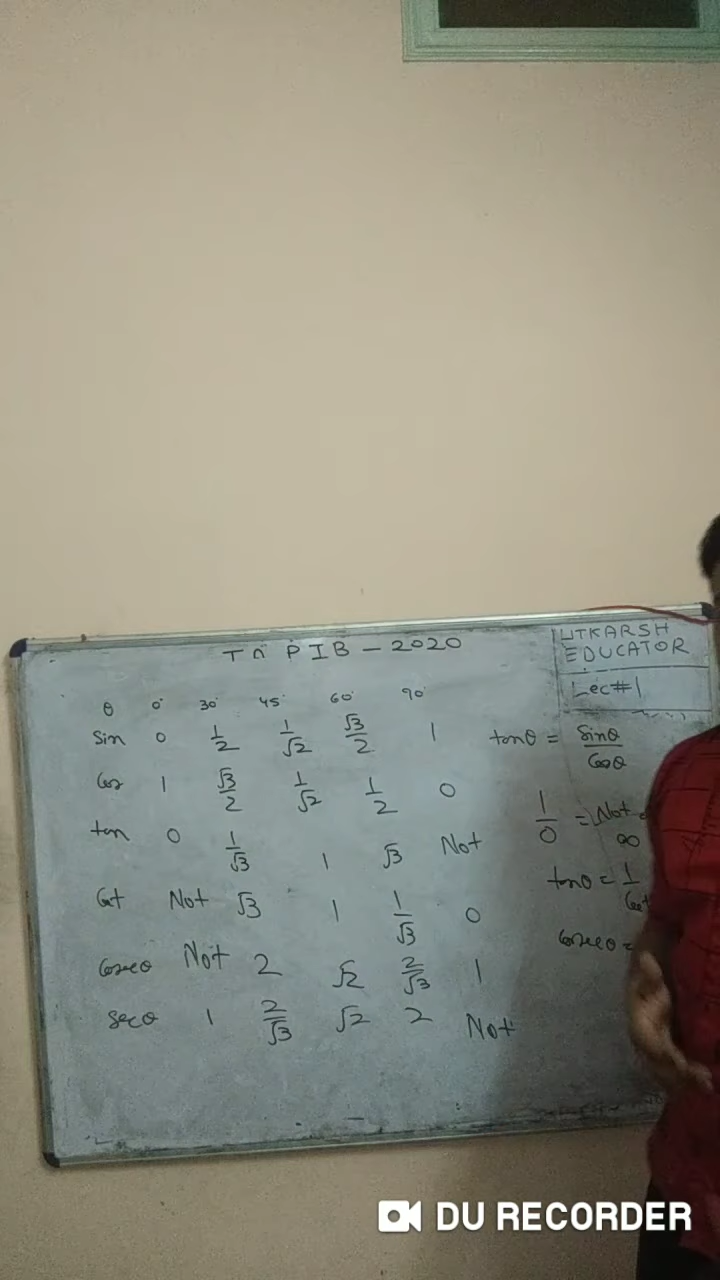 Tn PIB - 2020
UTKARSH
EDUCATOR
Lec#1
θ 0° 30° 45° 60° 90°
Sin 0 1/2 1/√2 √3/2 1
Cos 1 √3/2 1/√2 1/2 0
tan 0 1/√3 1 √3 Not
Cot Not √3 1 1/√3 0
Cosecθ Not 2 √2 2/√3 1
secθ 1 2/√3 √2 2 Not
tanθ = Sinθ/Cosθ
1/0 = Not
∞
tanθ = 1/Cot
Cosecθ =
DU RECORDER